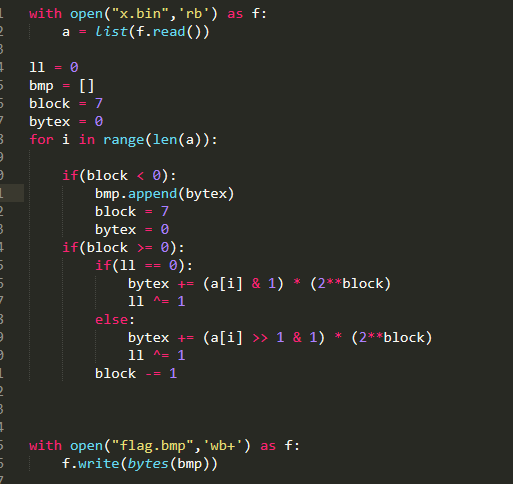 with open("x.bin",'rb') as f:
    a = list(f.read())

ll = 0
bmp = []
block = 7
bytex = 0
for i in range(len(a)):

    if(block < 0):
        bmp.append(bytex)
        block = 7
        bytex = 0
    if(block >= 0):
        if(ll == 0):
            bytex += (a[i] & 1) * (2**block)
            ll ^= 1
        else:
            bytex += (a[i] >> 1 & 1) * (2**block)
            ll ^= 1
        block -= 1

with open("flag.bmp",'wb+') as f:
    f.write(bytes(bmp))